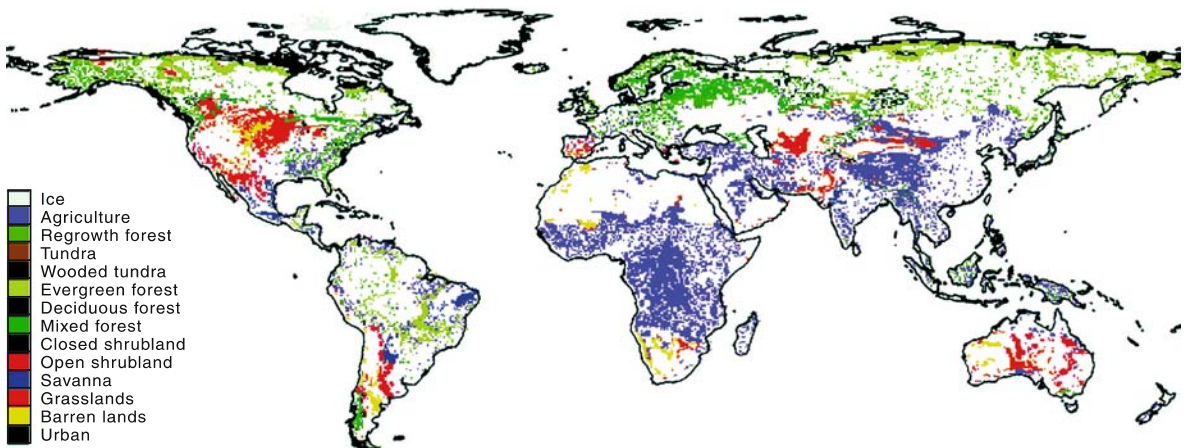 Ice
Agriculture
Regrowth forest
Tundra
Wooded tundra
Evergreen forest
Deciduous forest
Mixed forest
Closed shrubland
Open shrubland
Savanna
Grasslands
Barren lands
Urban